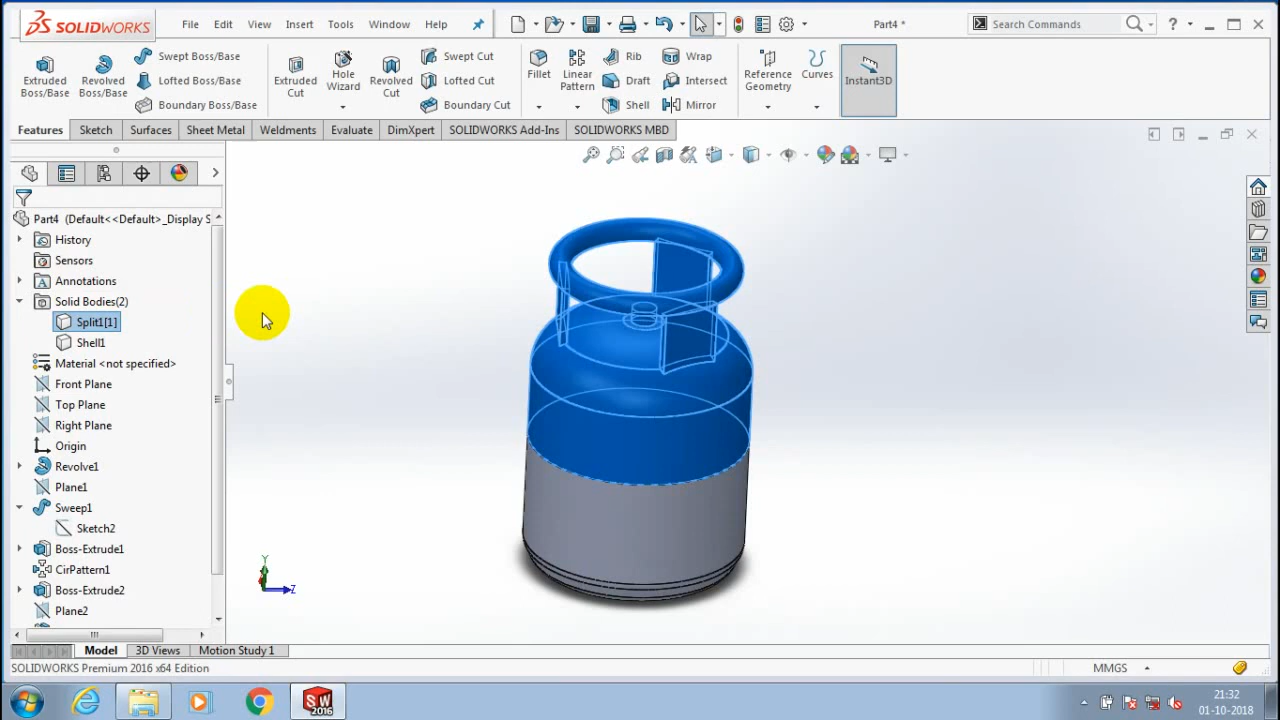 SOLIDWORKS
File Edit View Insert Tools Window Help
Part4 *
Search Commands
Extruded Boss/Base
Revolved Boss/Base
Swept Boss/Base
Lofted Boss/Base
Boundary Boss/Base
Extruded Cut
Hole Wizard
Revolved Cut
Swept Cut
Lofted Cut
Boundary Cut
Fillet
Linear Pattern
Rib
Draft
Shell
Wrap
Intersect
Mirror
Reference Geometry
Curves
Instant3D
Features Sketch Surfaces Sheet Metal Weldments Evaluate DimXpert SOLIDWORKS Add-Ins SOLIDWORKS MBD
Part4 (Default<<Default>_Display S
History
Sensors
Annotations
Solid Bodies(2)
Split1[1]
Shell1
Material <not specified>
Front Plane
Top Plane
Right Plane
Origin
Revolve1
Plane1
Sweep1
Sketch2
Boss-Extrude1
CirPattern1
Boss-Extrude2
Plane2
Y
Z
Model 3D Views Motion Study 1
SOLIDWORKS Premium 2016 x64 Edition
MMGS
SW
2016
21:32
01-10-2018